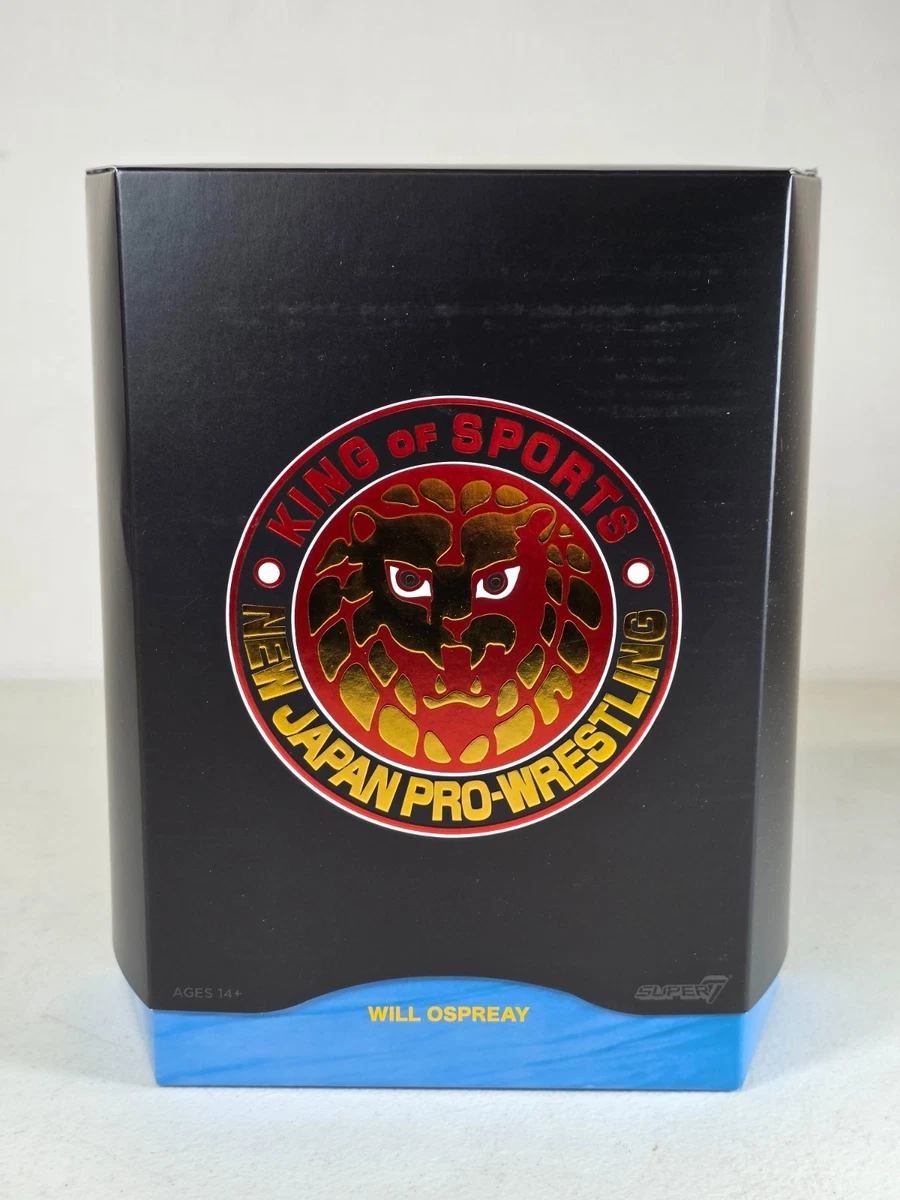 KING OF SPORTS
NEW JAPAN PRO-WRESTLING
AGES 14+
SUPER7
WILL OSPREAY